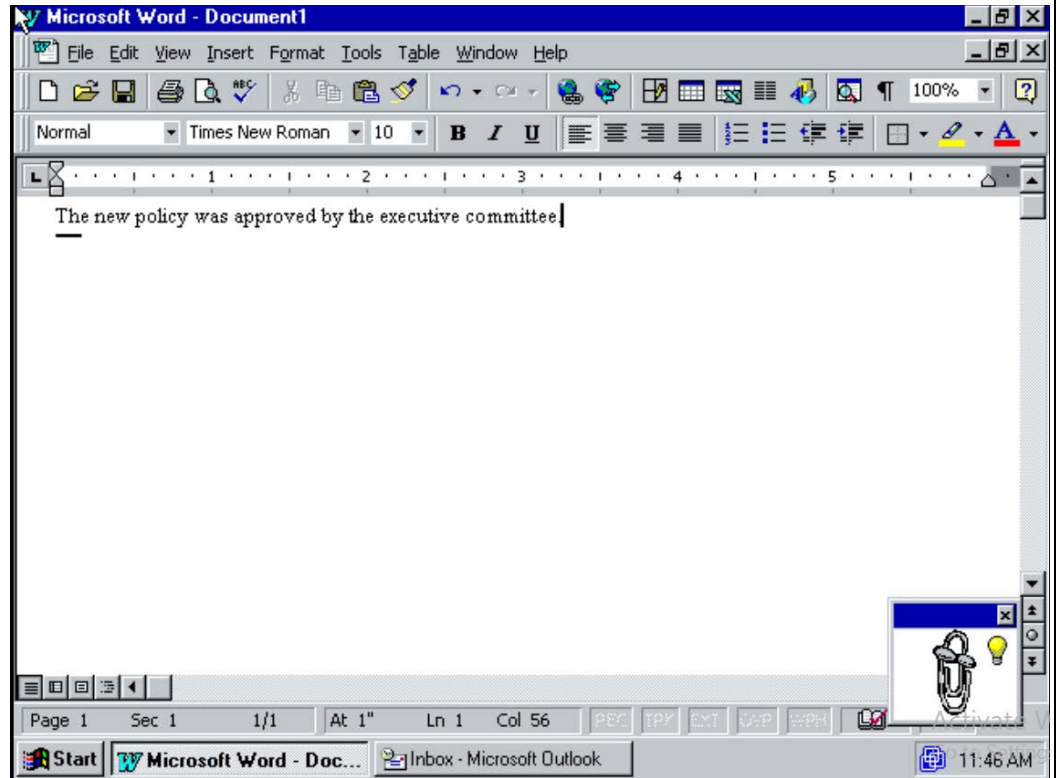 Microsoft Word - Document1
File Edit View Insert Format Tools Table Window Help
ABC ¶ 100% ?
Normal Times New Roman 10 B I U A
L 1 2 3 4 5
The new policy was approved by the executive committee.
Page 1 Sec 1 1/1 At 1" Ln 1 Col 56 REC TRK EXT OVR WPH
Activate
Start Microsoft Word - Doc... Inbox - Microsoft Outlook 11:46 AM